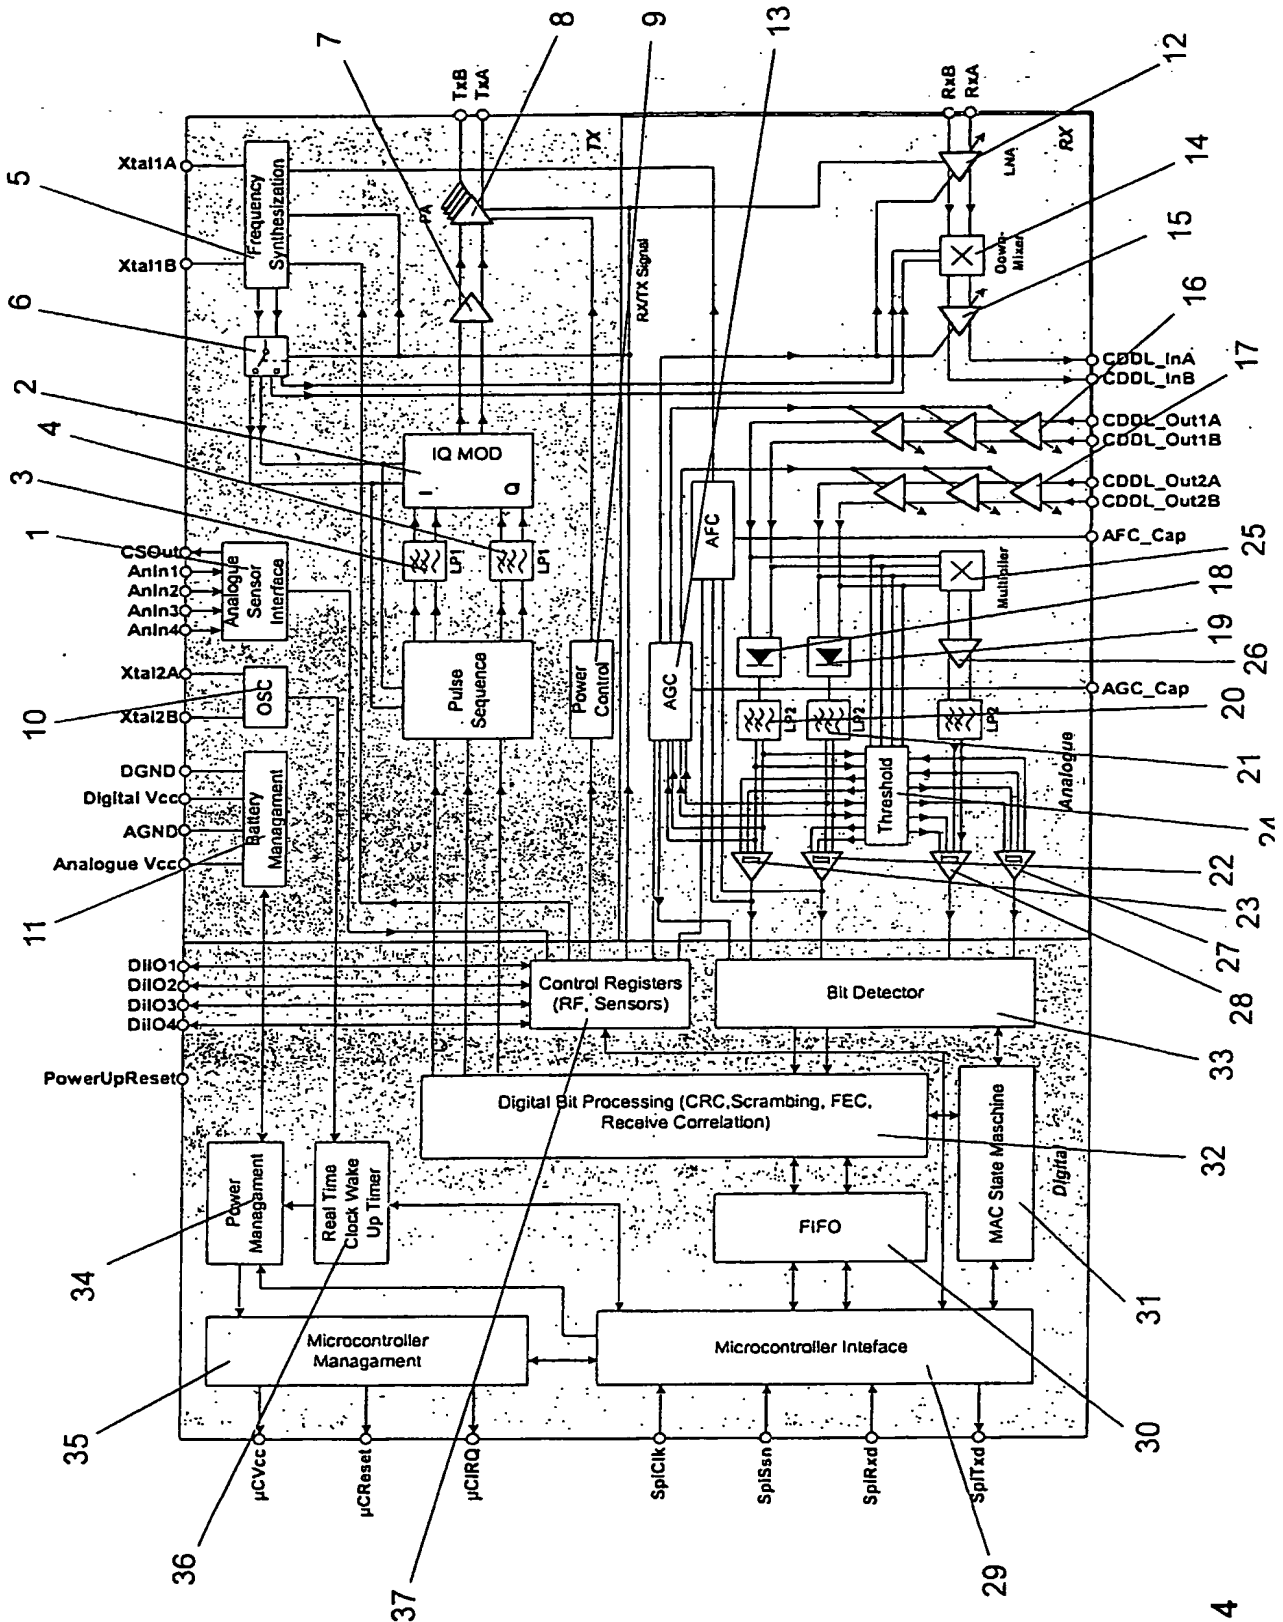 7
8
9
13
12
14
15
16
17
25
18
19
26
20
21
24
22
23
27
28
33
32
31
30
29
5
6
2
4
3
1
10
11
34
35
36
37
TxB
TxA
RxB
RxA
Xtal1A
Xtal1B
Frequency
Synthesization
PA
TX
RX
LNA
RX/TX Signal
Down-
Mixer
CDDL_InA
CDDL_InB
CDDL_Out1A
CDDL_Out1B
CDDL_Out2A
CDDL_Out2B
AFC_Cap
AGC_Cap
IQ MOD
I
Q
LP1
LP1
Pulse
Sequence
Power
Control
AFC
AGC
Multiplier
LP2
LP2
LP2
Threshold
Analogue
CSOut
AnIn1
AnIn2
AnIn3
AnIn4
Analogue
Sensor
Interface
Xtal2A
Xtal2B
OSC
DGND
Digital Vcc
AGND
Analogue Vcc
Battery
Managament
DiIO1
DiIO2
DiIO3
DiIO4
PowerUpReset
Control Registers
(RF, Sensors)
Bit Detector
Digital Bit Processing (CRC,Scrambing, FEC,
Receive Correlation)
MAC State Maschine
Digital
FIFO
Power
Managament
Real Time
Clock Wake
Up Timer
Microcontroller
Managament
Microcontroller Inteface
µCVcc
µCReset
µCIRQ
SpiClk
SpiSsn
SpiRxd
SpiTxd
4